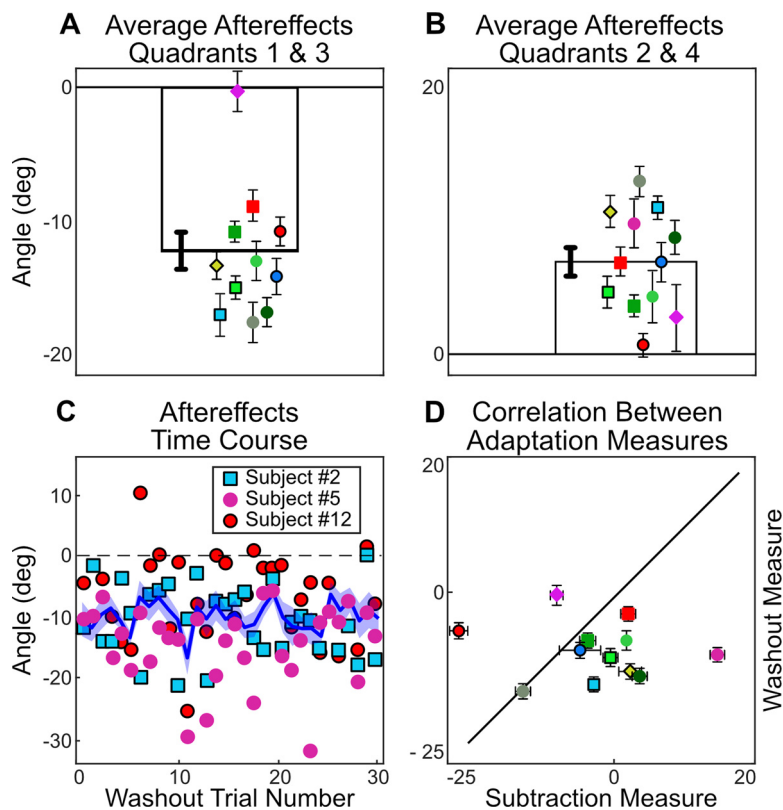 A
Average Aftereffects
Quadrants 1 & 3
0
-10
-20
Angle (deg)
B
Average Aftereffects
Quadrants 2 & 4
20
0
C
Aftereffects
Time Course
Subject #2
Subject #5
Subject #12
10
0
-10
-20
-30
Angle (deg)
0
10
20
30
Washout Trial Number
D
Correlation Between
Adaptation Measures
20
0
- 25
-25
0
20
Subtraction Measure
Washout Measure